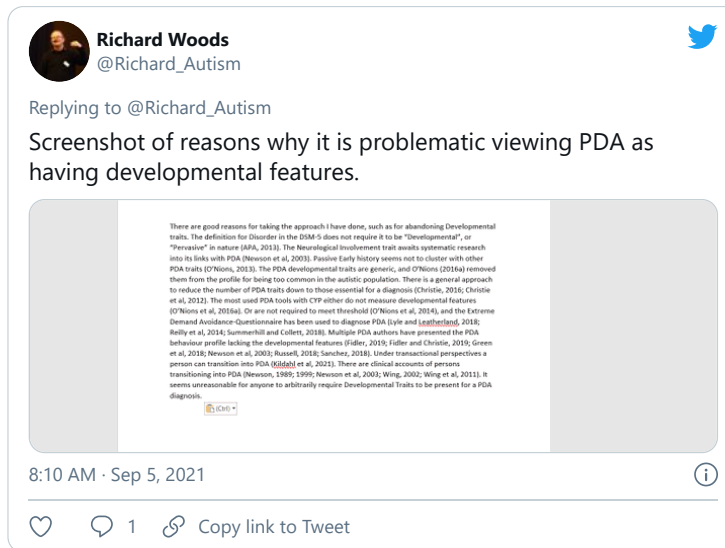 Richard Woods
@Richard_Autism
Replying to @Richard_Autism
Screenshot of reasons why it is problematic viewing PDA as
having developmental features.
There are good reasons for taking the approach I have done, such as for abandoning Developmental
traits. The definition for Disorder in the DSM-5 does not require it to be “Developmental”, or
“Pervasive” in nature (APA, 2013). The Neurological Involvement trait awaits systematic research
into its links with PDA (Newson et al, 2003). Passive Early history seems not to cluster with other
PDA traits (O’Nions, 2013). The PDA developmental traits are generic, and O’Nions (2016a) removed
them from the profile for being too common in the autistic population. There is a general approach
to reduce the number of PDA traits down to those essential for a diagnosis (Christie, 2016; Christie
et al, 2012). The most used PDA tools with CYP either do not measure developmental features
(O’Nions et al, 2016a). Or are not required to meet threshold (O’Nions et al, 2014), and the Extreme
Demand Avoidance-Questionnaire has been used to diagnose PDA (Lyle and Leatherland, 2018;
Reilly et al, 2014; Summerhill and Collett, 2018). Multiple PDA authors have presented the PDA
behaviour profile lacking the developmental features (Fidler, 2019; Fidler and Christie, 2019; Green
et al, 2018; Newson et al, 2003; Russell, 2018; Sanchez, 2018). Under transactional perspectives a
person can transition into PDA (Kildahl et al, 2021). There are clinical accounts of persons
transitioning into PDA (Newson, 1989; 1999; Newson et al, 2003; Wing, 2002; Wing et al, 2011). It
seems unreasonable for anyone to arbitrarily require Developmental Traits to be present for a PDA
diagnosis.
(Ctrl)
8:10 AM · Sep 5, 2021
1 Copy link to Tweet